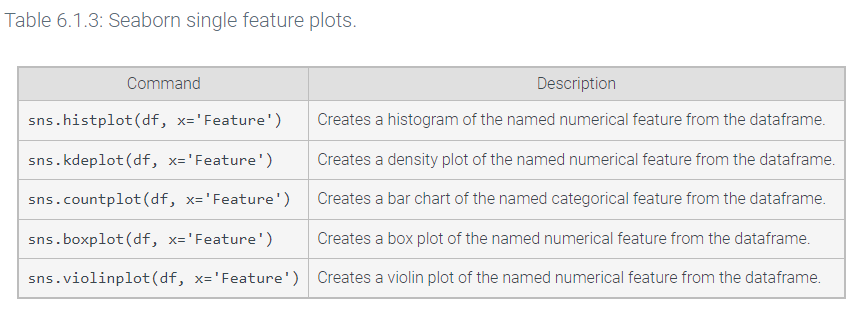 Table 6.1.3: Seaborn single feature plots.
Command Description
sns.histplot(df, x='Feature') Creates a histogram of the named numerical feature from the dataframe.
sns.kdeplot(df, x='Feature') Creates a density plot of the named numerical feature from the dataframe.
sns.countplot(df, x='Feature') Creates a bar chart of the named categorical feature from the dataframe.
sns.boxplot(df, x='Feature') Creates a box plot of the named numerical feature from the dataframe.
sns.violinplot(df, x='Feature') Creates a violin plot of the named numerical feature from the dataframe.